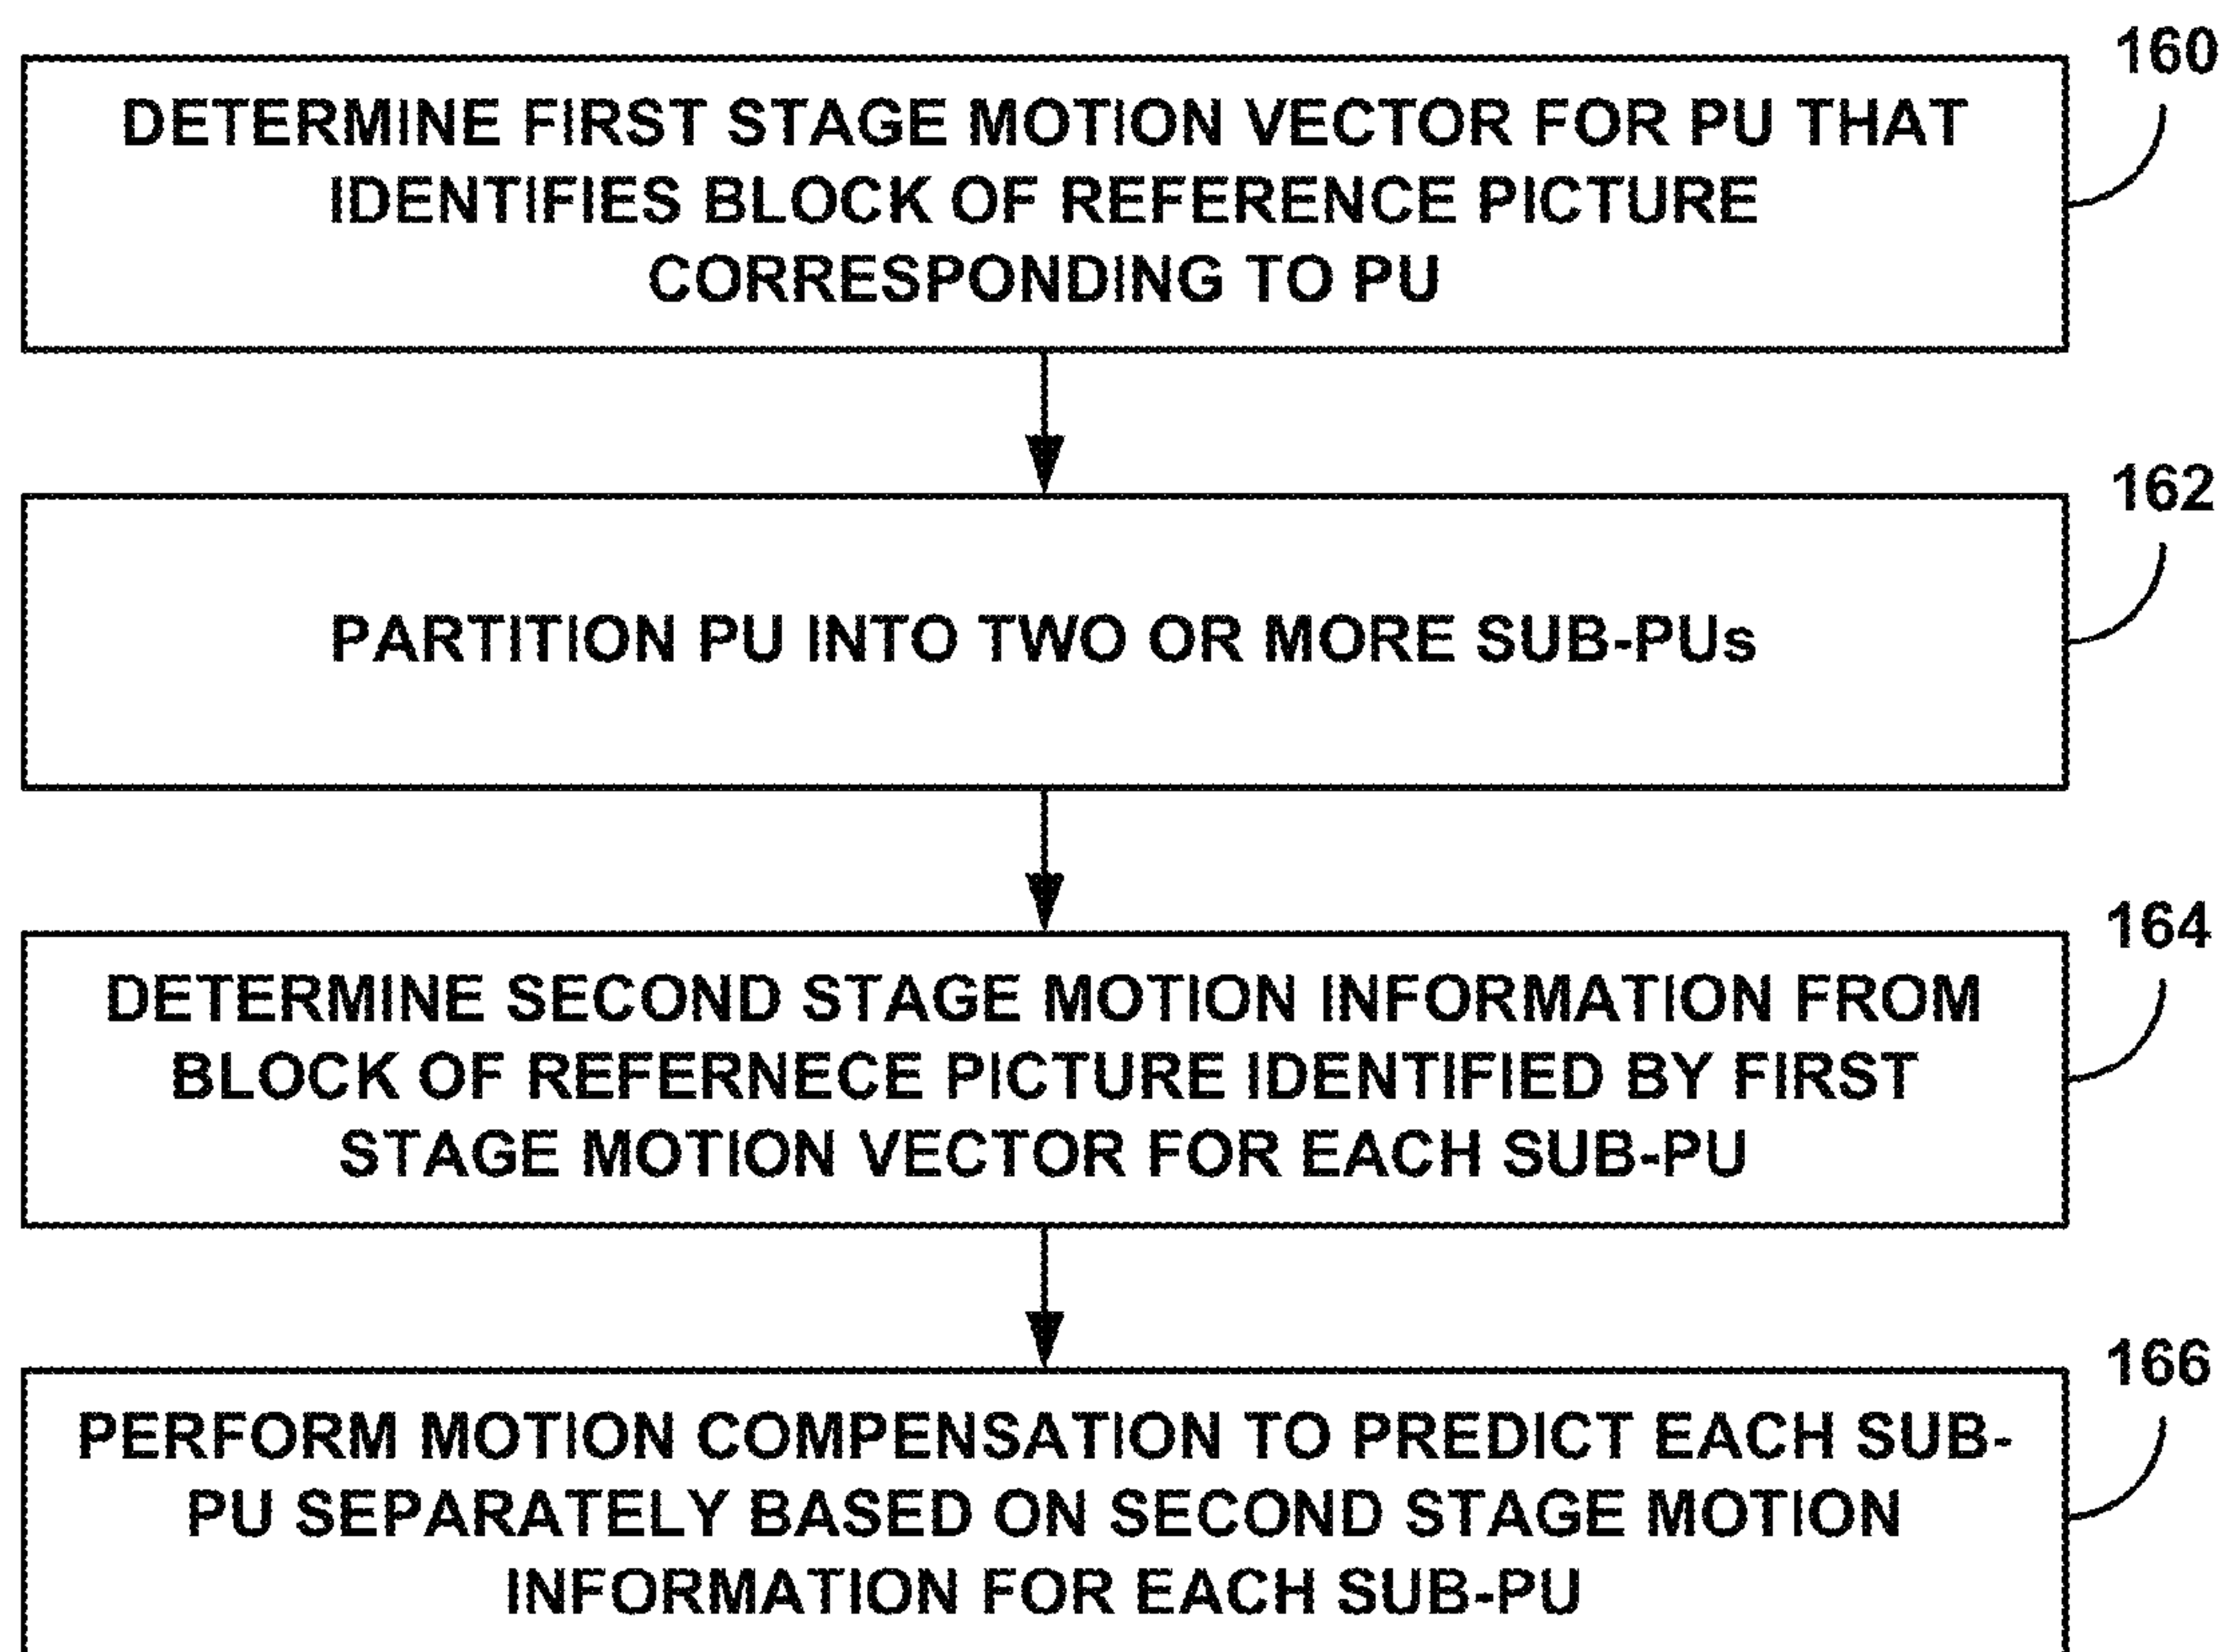 160
DETERMINE FIRST STAGE MOTION VECTOR FOR PU THAT
IDENTIFIES BLOCK OF REFERENCE PICTURE
CORRESPONDING TO PU
162
PARTITION PU INTO TWO OR MORE SUB-PUs
164
DETERMINE SECOND STAGE MOTION INFORMATION FROM
BLOCK OF REFERNECE PICTURE IDENTIFIED BY FIRST
STAGE MOTION VECTOR FOR EACH SUB-PU
166
PERFORM MOTION COMPENSATION TO PREDICT EACH SUB-
PU SEPARATELY BASED ON SECOND STAGE MOTION
INFORMATION FOR EACH SUB-PU